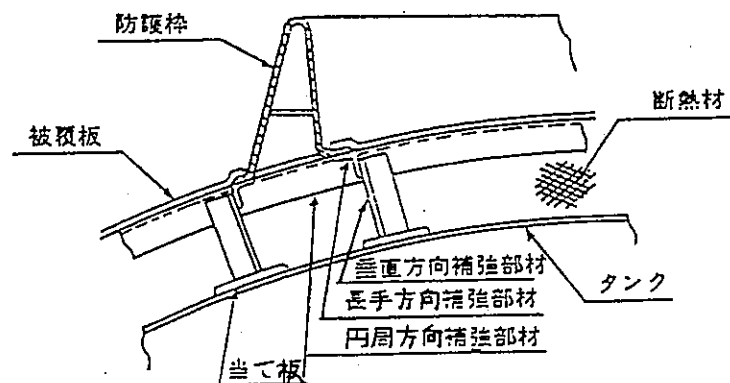 防護枠
断熱材
被覆板
垂直方向補強部材
タンク
長手方向補強部材
円周方向補強部材
当て板